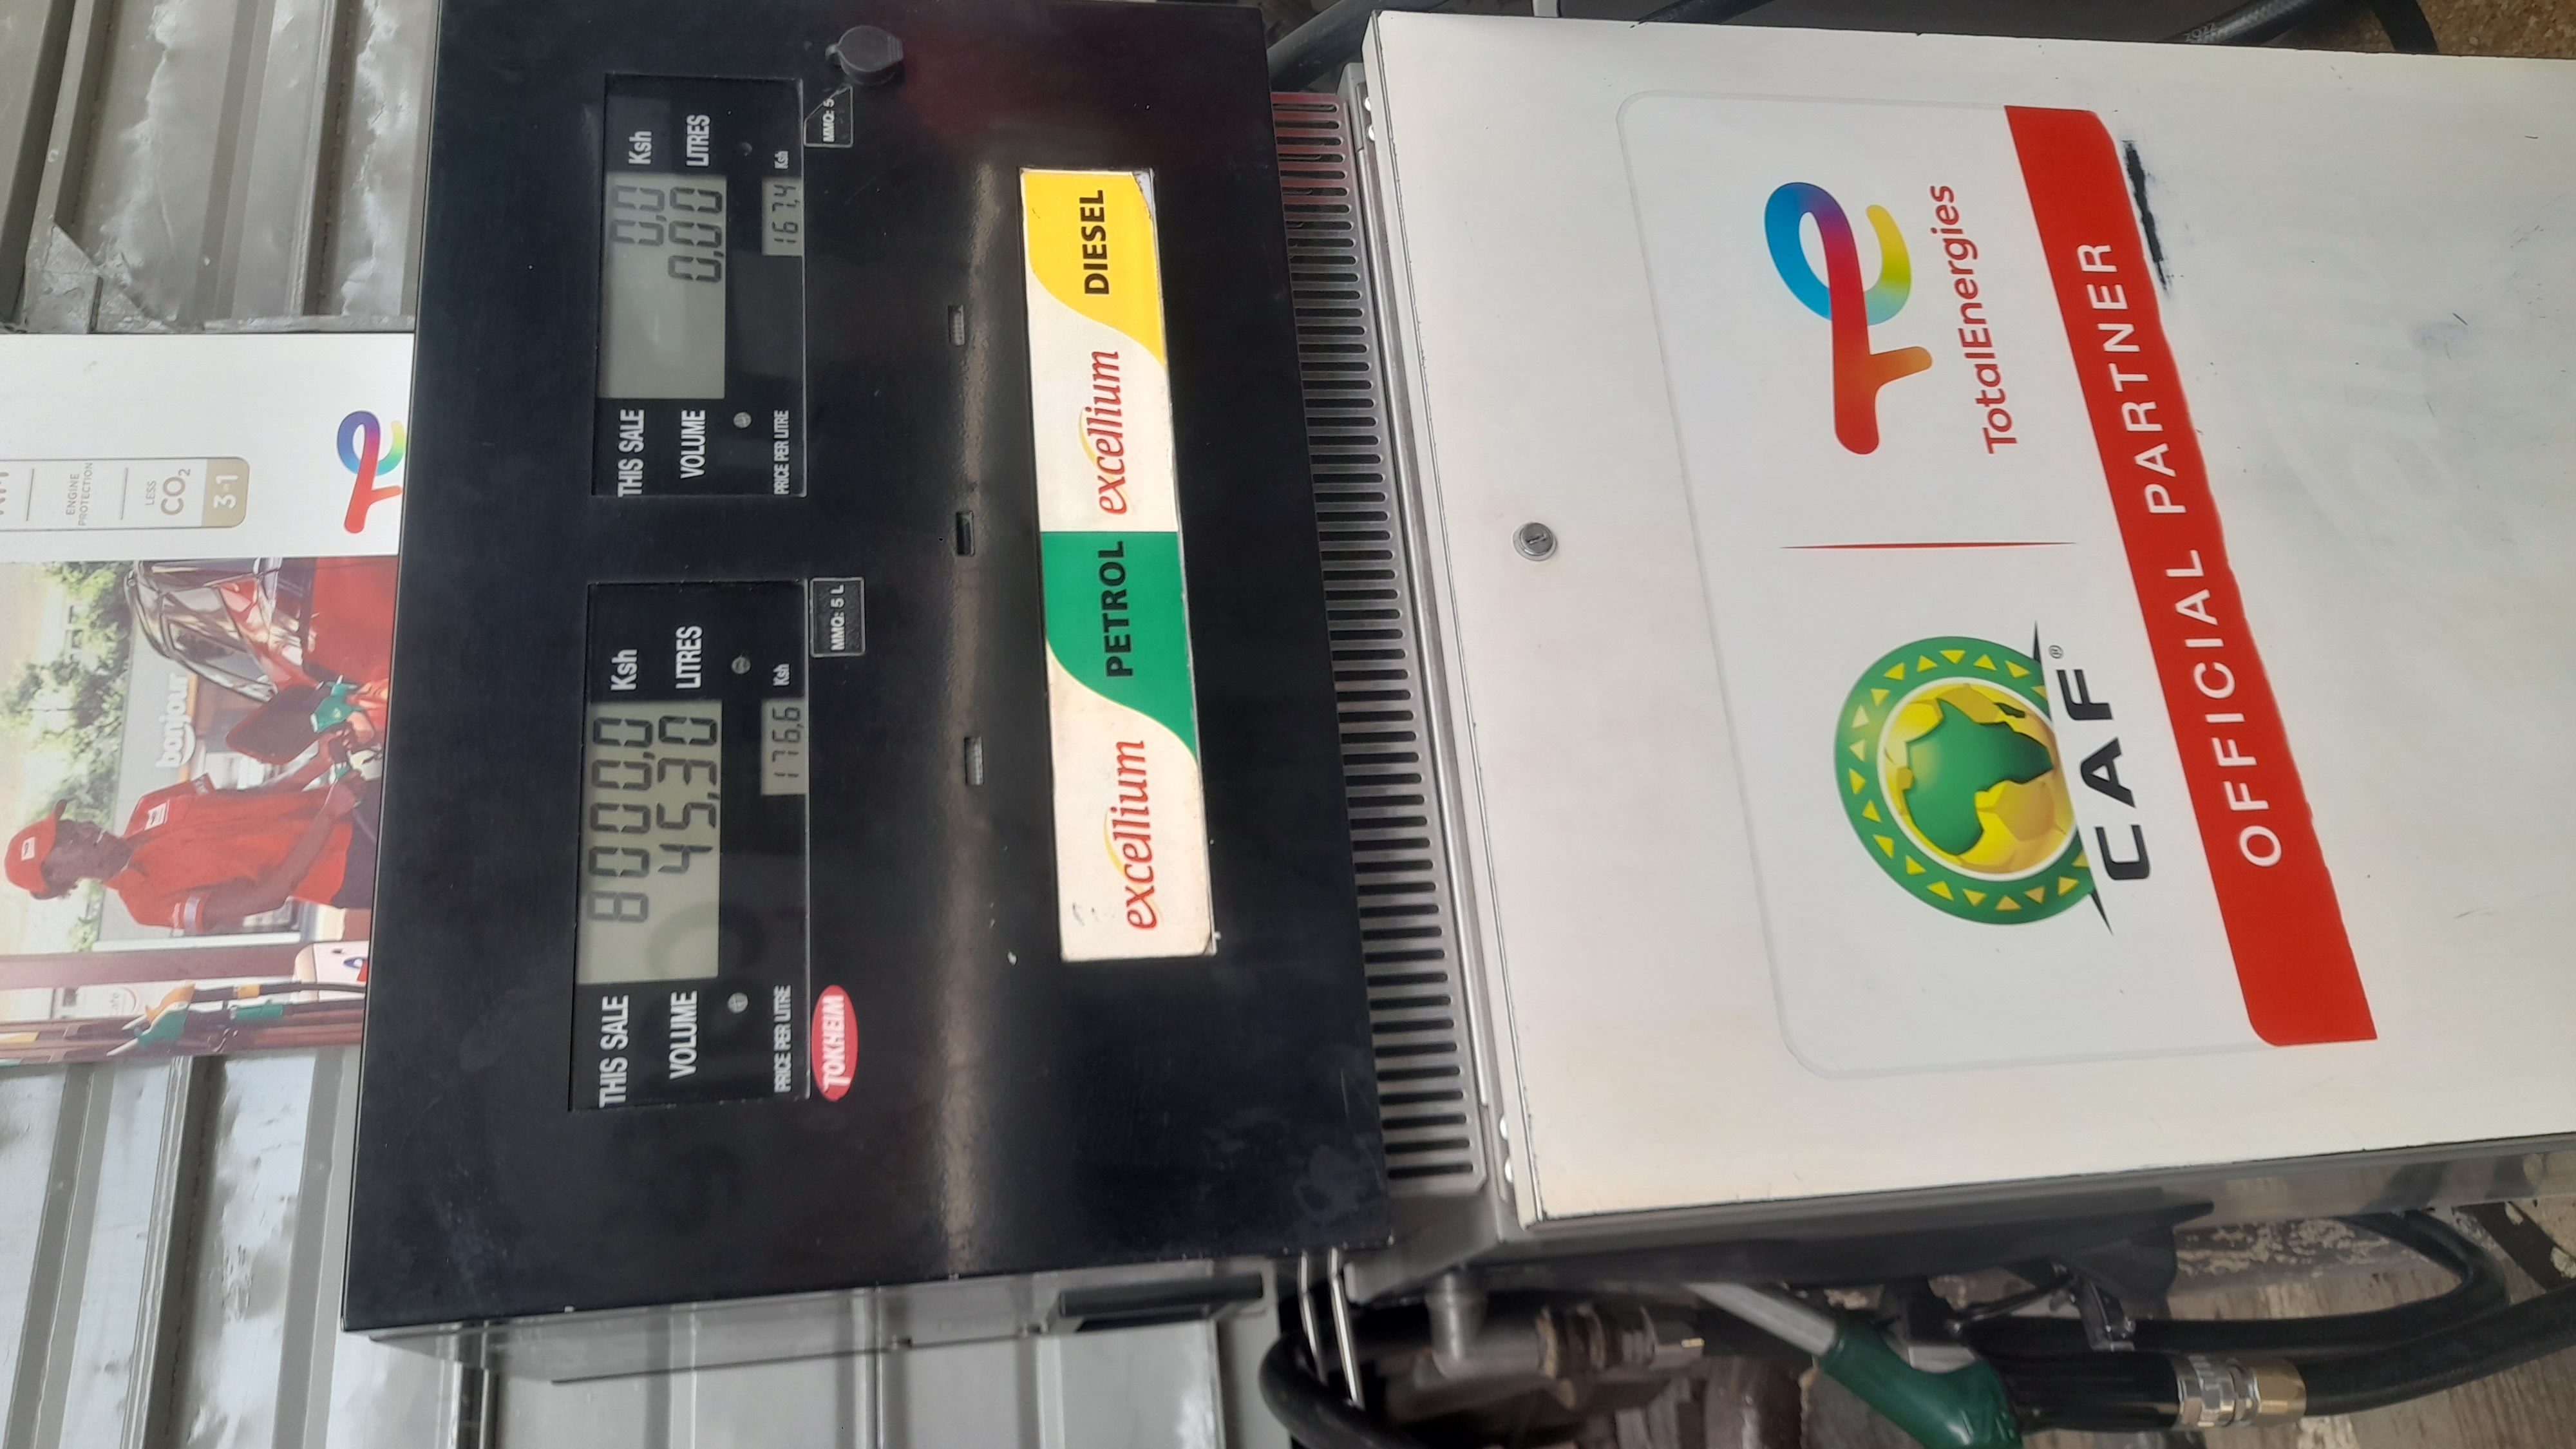 THIS SALE 8000,0 Ksh
VOLUME 45,30 LITRES
PRICE PER LITRE 176,6 Ksh
TOKHEIM
MMQ: 5 L
THIS SALE 0,0 Ksh
VOLUME 0,00 LITRES
PRICE PER LITRE 167,4 Ksh
MMQ: 5
excellium PETROL
excellium DIESEL
CAF®
TotalEnergies
OFFICIAL PARTNER
bonjour
ENGINE
PROTECTION
LESS
CO₂
3-1